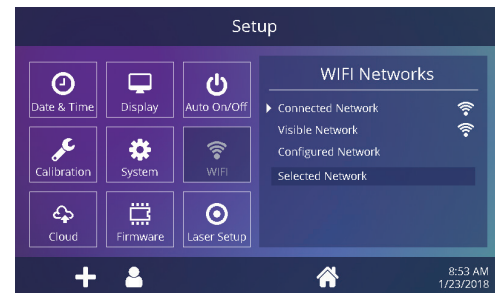 Setup
Date & Time
Display
Auto On/Off
Calibration
System
WIFI
Cloud
Firmware
Laser Setup
WIFI Networks
Connected Network
Visible Network
Configured Network
Selected Network
8:53 AM
1/23/2018